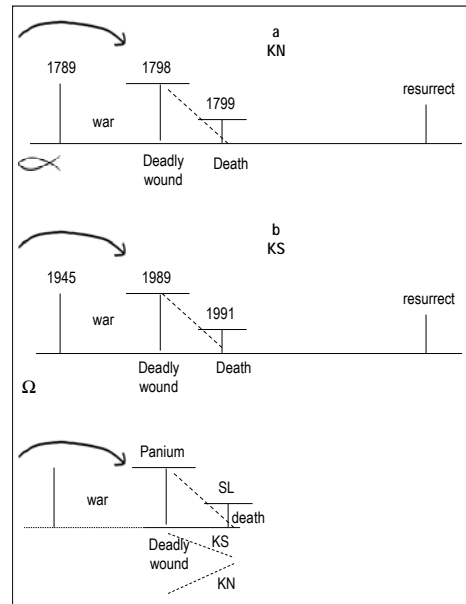 a
KN
1789
1798
1799
resurrect
war
Deadly
wound
Death
b
KS
1945
1989
1991
resurrect
war
Deadly
wound
Death
Ω
Panium
SL
war
death
Deadly
wound
KS
KN